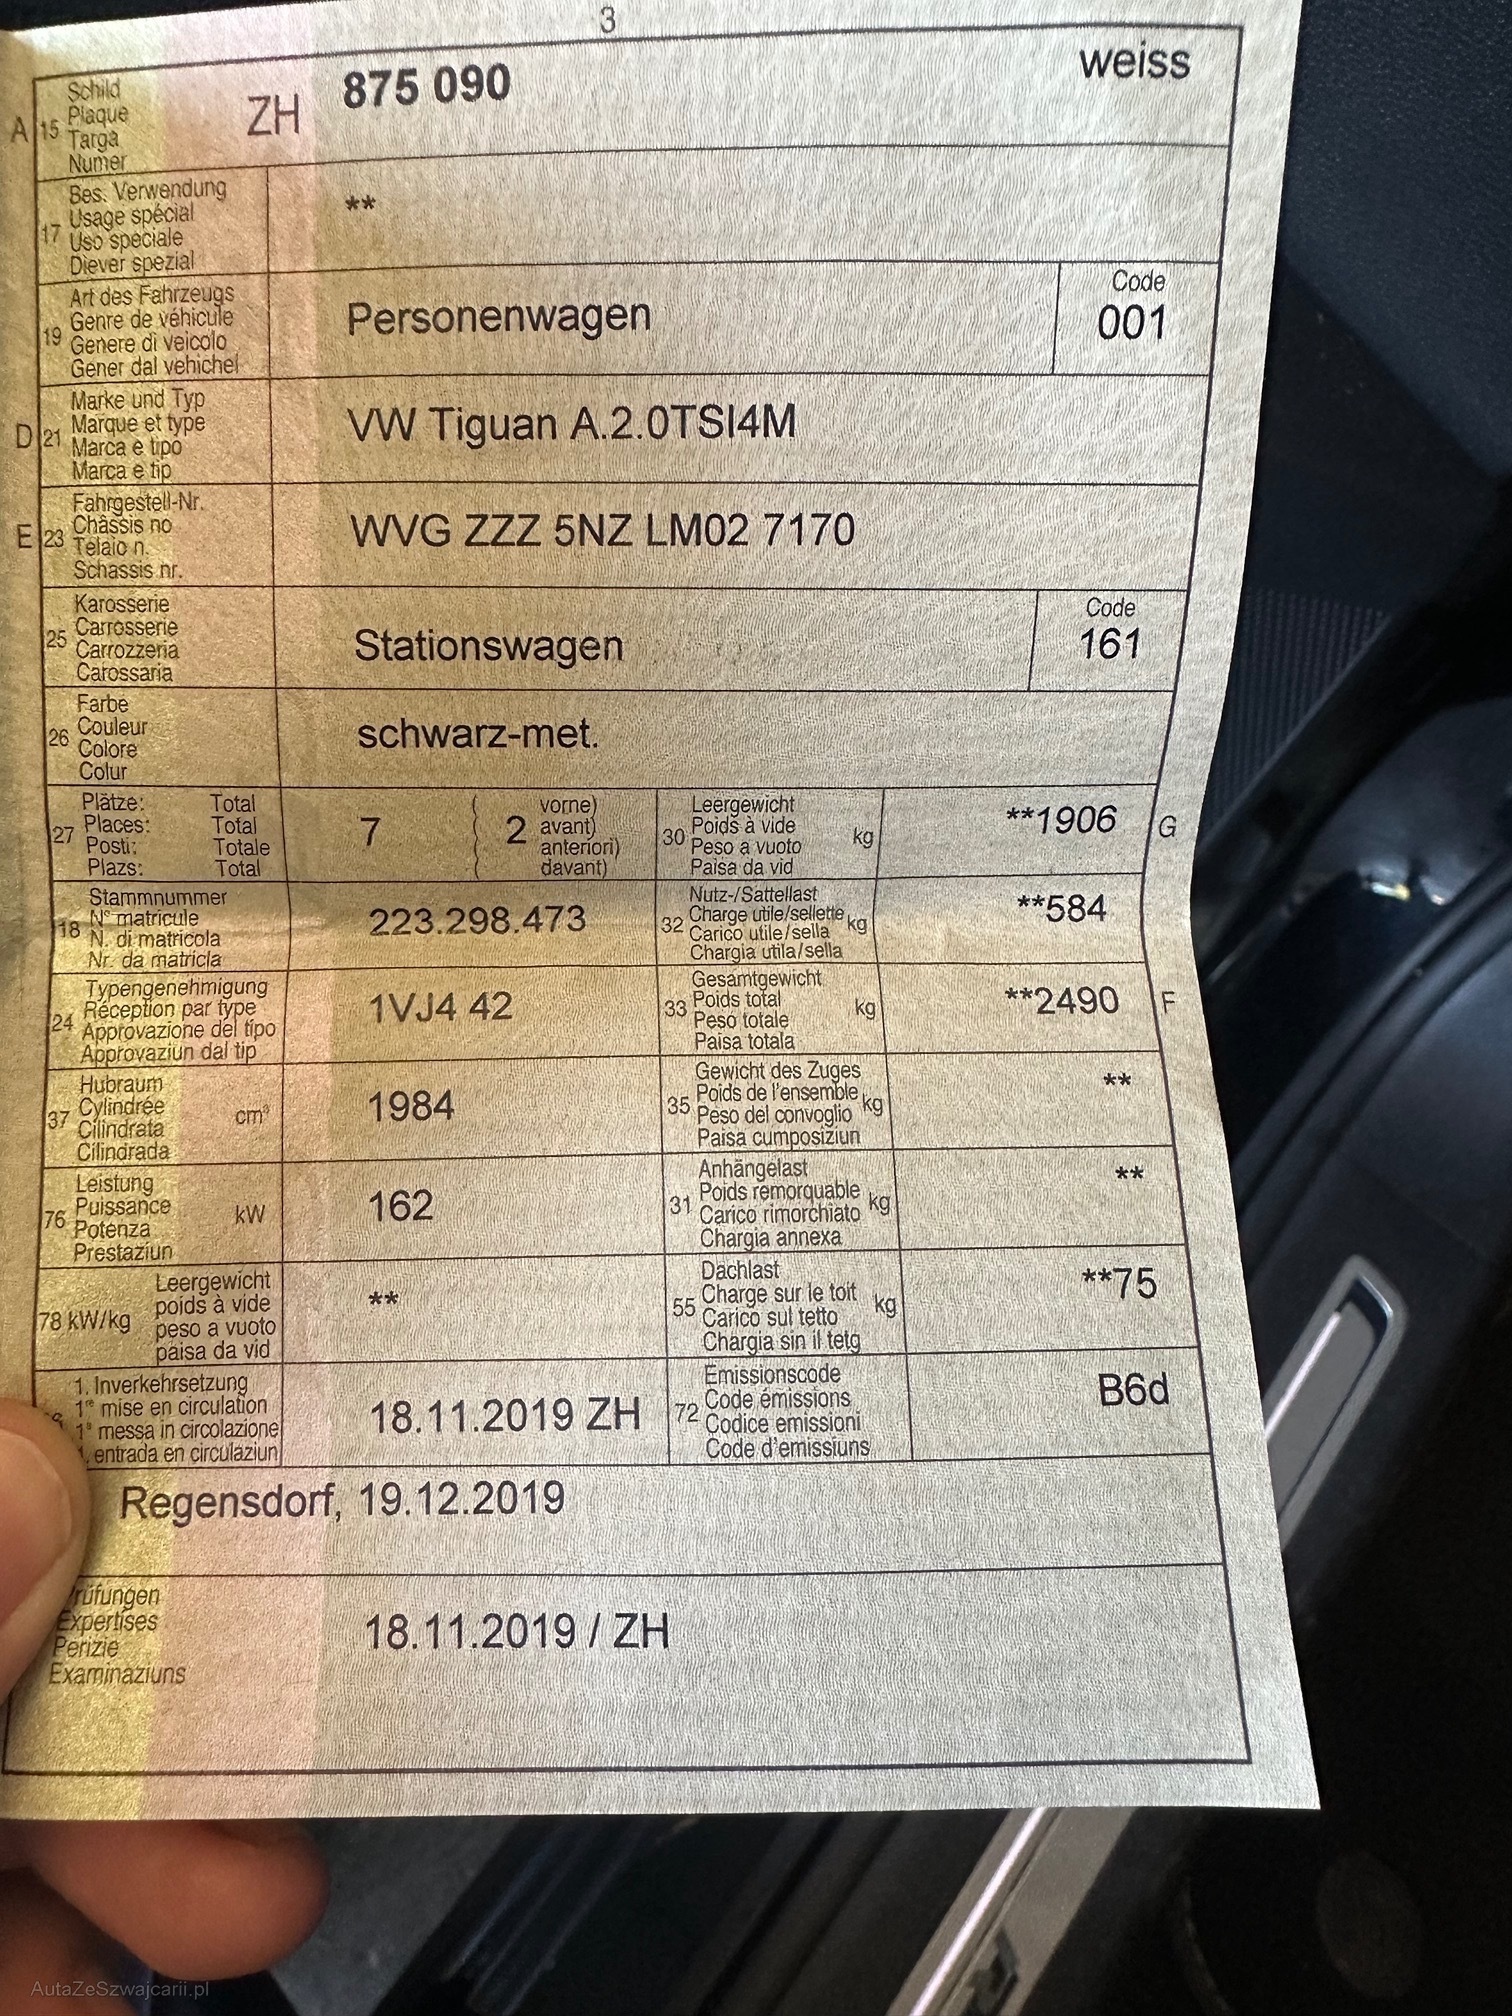 3
A 15 Schild
Plaque
Targa
Numer
ZH 875 090 weiss
17 Bes. Verwendung
Usage spécial
Uso speciale
Diever spezial
**
19 Art des Fahrzeugs
Genre de véhicule
Genere di veicolo
Gener dal vehichel
Personenwagen
Code
001
D 21 Marke und Typ
Marque et type
Marca e tipo
Marca e tip
VW Tiguan A.2.0TSI4M
E 23 Fahrgestell-Nr.
Châssis no
Telaio n.
Schassis nr.
WVG ZZZ 5NZ LM02 7170
25 Karosserie
Carrosserie
Carrozzeria
Carossaria
Stationswagen
Code
161
26 Farbe
Couleur
Colore
Colur
schwarz-met.
27 Plätze: Total
Places: Total
Posti: Totale
Plazs: Total
7 ( 2 vorne)
( avant)
( anteriori)
( davant)
30 Leergewicht
Poids à vide
Peso a vuoto
Paisa da vid
kg **1906 G
18 Stammnummer
N° matricule
N. di matricola
Nr. da matricla
223.298.473
32 Nutz-/Sattellast
Charge utile/sellette
Carico utile/sella
Chargia utila/sella
kg **584
24 Typengenehmigung
Réception par type
Approvazione del tipo
Approvaziun dal tip
1VJ4 42
33 Gesamtgewicht
Poids total
Peso totale
Paisa totala
kg **2490 F
37 Hubraum
Cylindrée
Cilindrata
Cilindrada
cm³ 1984
35 Gewicht des Zuges
Poids de l'ensemble
Peso del convoglio
Paisa cumposiziun
kg **
76 Leistung
Puissance
Potenza
Prestaziun
kW 162
31 Anhängelast
Poids remorquable
Carico rimorchiato
Chargia annexa
kg **
78 kW/kg Leergewicht
poids à vide
peso a vuoto
paisa da vid
**
55 Dachlast
Charge sur le toit
Carico sul tetto
Chargia sin il tetg
kg **75
1. Inverkehrsetzung
1re mise en circulation
1a messa in circolazione
1. entrada en circulaziun
18.11.2019 ZH
72 Emissionscode
Code émissions
Codice emissioni
Code d'emissiuns
B6d
Regensdorf, 19.12.2019
Prüfungen
Expertises
Perizie
Examinaziuns
18.11.2019 / ZH
AutaZeSzwajcarii.pl